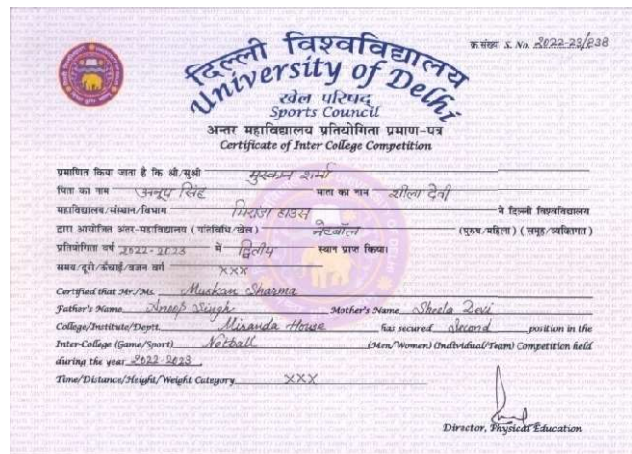 क्र.संख्या S. No. 2022-23/838
दिल्ली विश्वविद्यालय
University of Delhi
खेल परिषद
Sports Council
अन्तर महाविद्यालय प्रतियोगिता प्रमाण-पत्र
Certificate of Inter College Competition
प्रमाणित किया जाता है कि श्री/सुश्री मुस्कान शर्मा
पिता का नाम अनूप सिंह माता का नाम शीला देवी
महाविद्यालय/संस्थान/विभाग मिरांडा हाउस ने दिल्ली विश्वविद्यालय
द्वारा आयोजित अंतर-महाविद्यालय (गतिविधि/खेल) नेटबॉल (पुरुष/महिला) (समूह/व्यक्तिगत)
प्रतियोगिता वर्ष 2022-2023 में द्वितीय स्थान प्राप्त किया।
समय/दूरी/ऊँचाई/वजन वर्ग XXX
Certified that Mr./Ms. Muskan Sharma
Father's Name Anoop Singh Mother's Name Sheela Devi
College/Institute/Deptt. Miranda House has secured Second position in the
Inter-College (Game/Sport) Netball (Men/Women) (Individual/Team) Competition held
during the year 2022-2023.
Time/Distance/Height/Weight Category XXX
Director, Physical Education